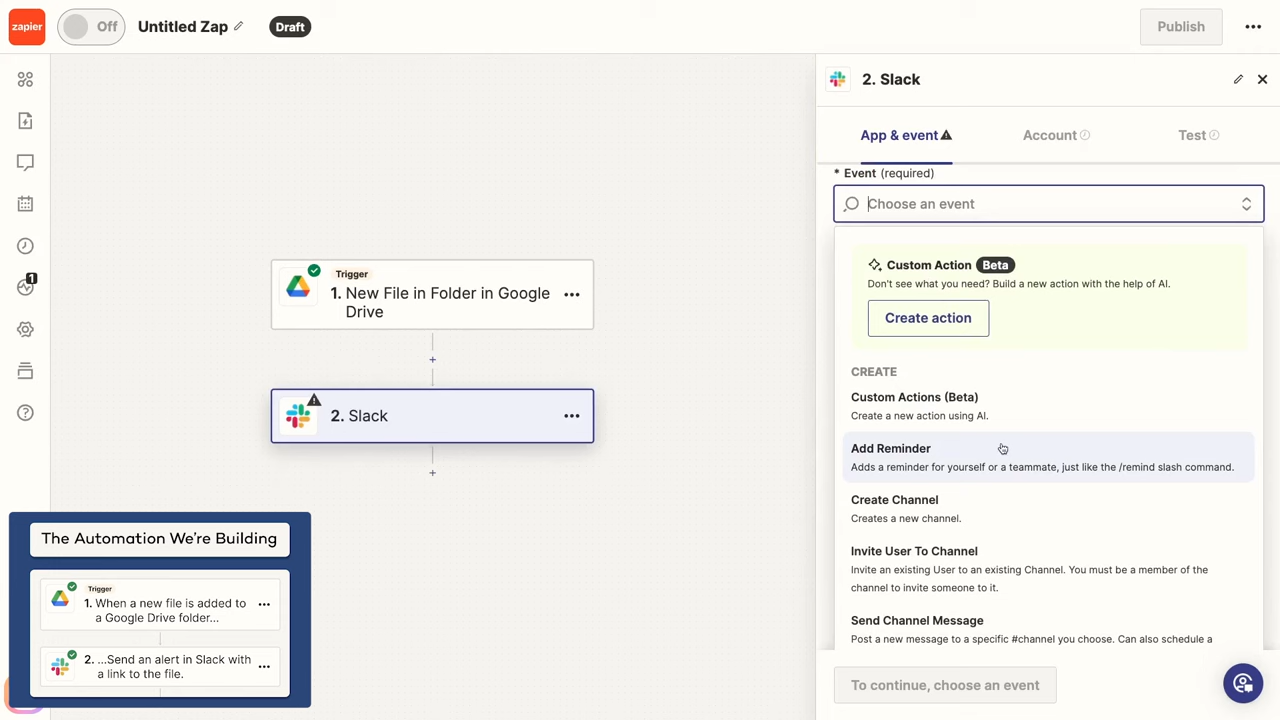 zapier
Off
Untitled Zap
Draft
Publish
2. Slack
App & event
Account
Test
* Event (required)
Choose an event
Custom Action Beta
Don't see what you need? Build a new action with the help of AI.
Create action
CREATE
Custom Actions (Beta)
Create a new action using AI.
Add Reminder
Adds a reminder for yourself or a teammate, just like the /remind slash command.
Create Channel
Creates a new channel.
Invite User To Channel
Invite an existing User to an existing Channel. You must be a member of the
channel to invite someone to it.
Send Channel Message
Post a new message to a specific #channel you choose. Can also schedule a
To continue, choose an event
Trigger
1. New File in Folder in Google
Drive
2. Slack
1
The Automation We're Building
Trigger
1. When a new file is added to
a Google Drive folder...
2. ...Send an alert in Slack with
a link to the file.